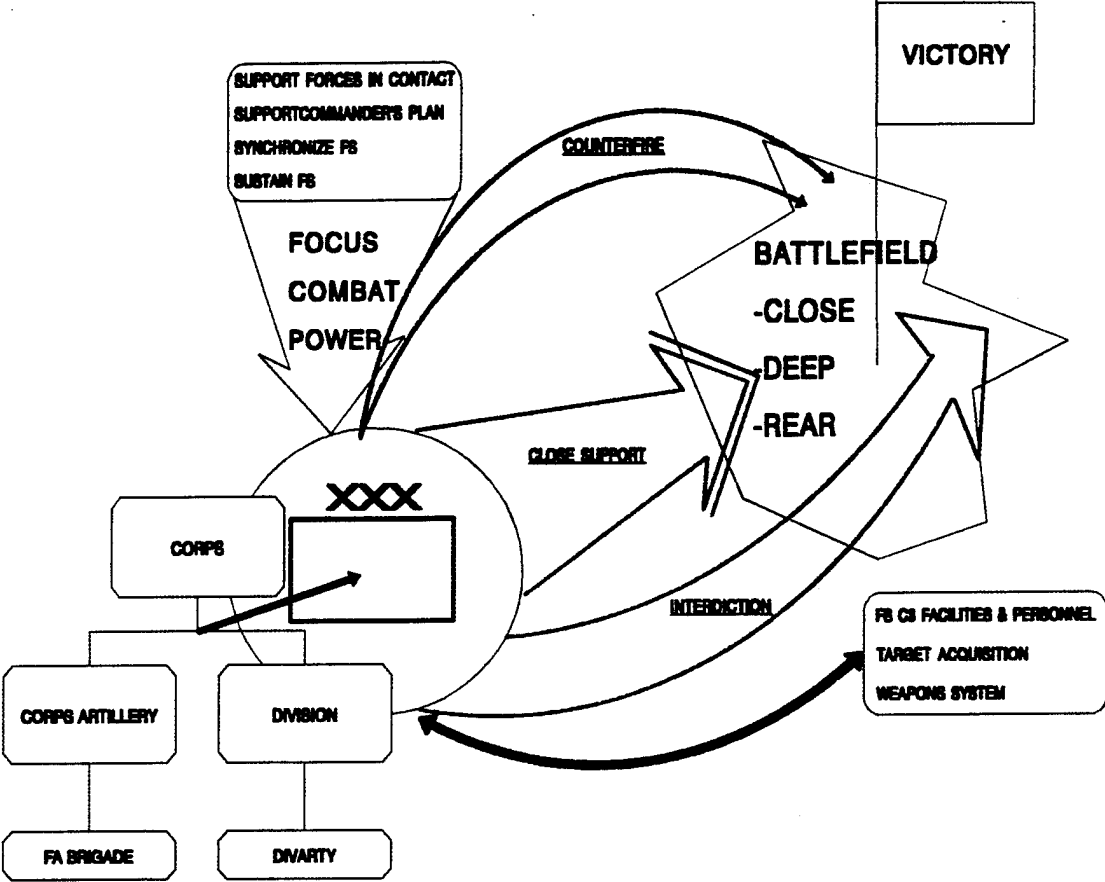 VICTORY
SUPPORT FORCES IN CONTACT
SUPPORTCOMMANDER'S PLAN
SYNCHRONIZE FS
SUSTAIN FS
COUNTERFIRE
FOCUS
COMBAT
POWER
BATTLEFIELD
-CLOSE
-DEEP
-REAR
CLOSE SUPPORT
XXX
CORPS
INTERDICTION
FS C3 FACILITIES & PERSONNEL
TARGET ACQUISITION
WEAPONS SYSTEM
CORPS ARTILLERY
DIVISION
FA BRIGADE
DIVARTY